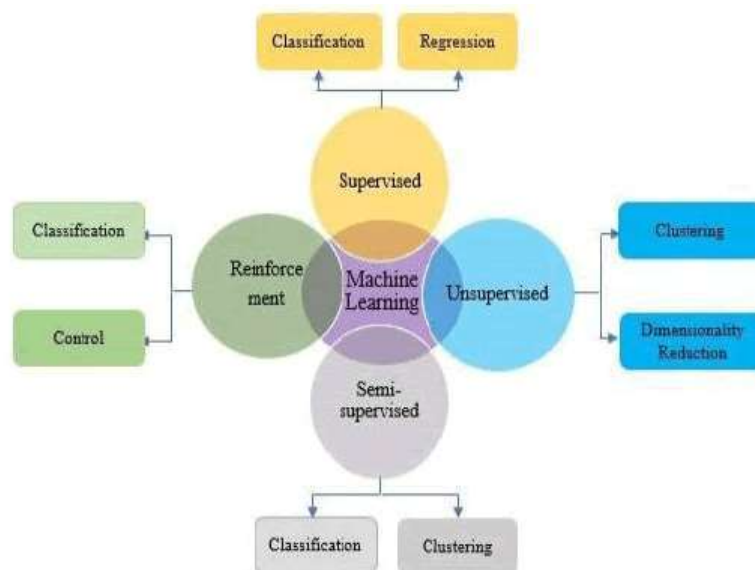 Classification
Regression
Supervised
Classification
Control
Reinforce
ment
Machine
Learning
Unsupervised
Clustering
Dimensionality
Reduction
Semi-
supervised
Classification
Clustering